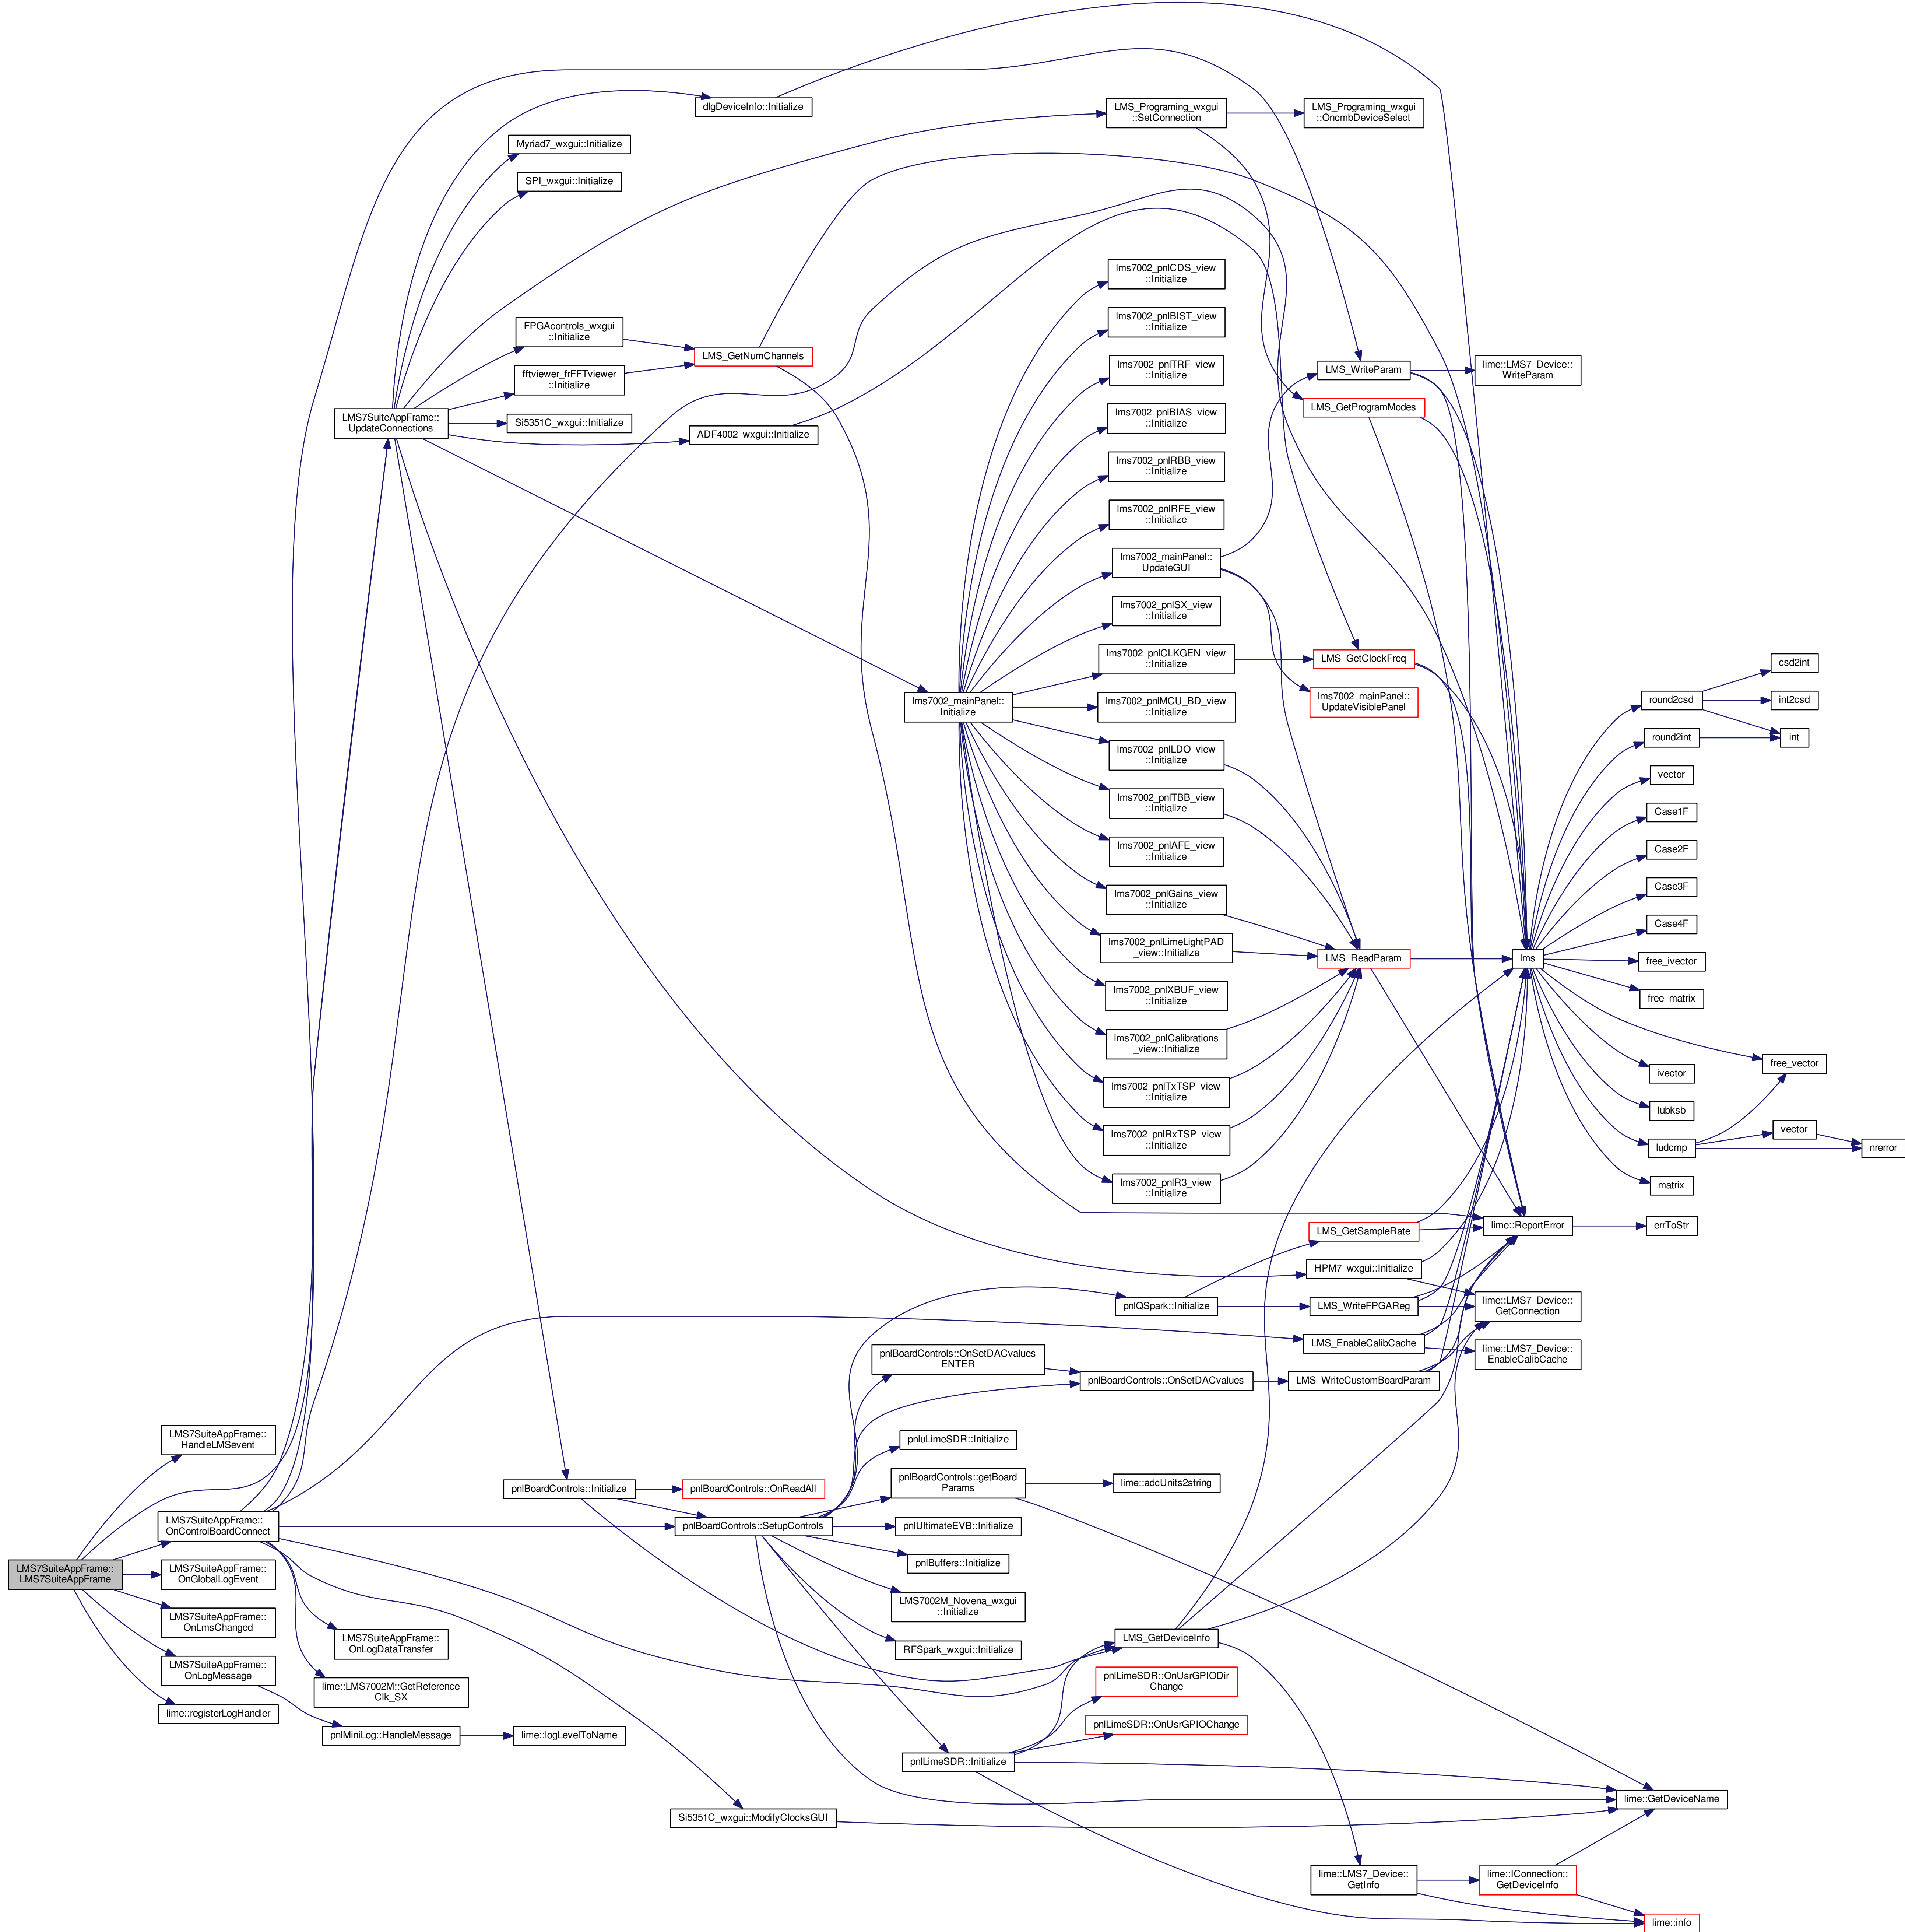 dlgDeviceInfo::Initialize
LMS_Programing_wxgui
::SetConnection
LMS_Programing_wxgui
::OncmbDeviceSelect
Myriad7_wxgui::Initialize
SPI_wxgui::Initialize
lms7002_pnlCDS_view
::Initialize
lms7002_pnlBIST_view
::Initialize
FPGAcontrols_wxgui
::Initialize
LMS_GetNumChannels
lms7002_pnlTRF_view
::Initialize
LMS_WriteParam
lime::LMS7_Device::
WriteParam
fftviewer_frFFTviewer
::Initialize
LMS_GetProgramModes
LMS7SuiteAppFrame::
UpdateConnections
Si5351C_wxgui::Initialize
lms7002_pnlBIAS_view
::Initialize
ADF4002_wxgui::Initialize
lms7002_pnlRBB_view
::Initialize
lms7002_pnlRFE_view
::Initialize
lms7002_mainPanel::
UpdateGUI
lms7002_pnlSX_view
::Initialize
lms7002_pnlCLKGEN_view
::Initialize
LMS_GetClockFreq
csd2int
lms7002_mainPanel::
Initialize
lms7002_pnlMCU_BD_view
::Initialize
lms7002_mainPanel::
UpdateVisiblePanel
round2csd
int2csd
lms7002_pnlLDO_view
::Initialize
round2int
int
lms7002_pnlTBB_view
::Initialize
vector
Case1F
lms7002_pnlAFE_view
::Initialize
Case2F
lms7002_pnlGains_view
::Initialize
Case3F
lms7002_pnlLimeLightPAD
_view::Initialize
Case4F
LMS_ReadParam
lms
free_ivector
lms7002_pnlXBUF_view
::Initialize
free_matrix
lms7002_pnlCalibrations
_view::Initialize
free_vector
lms7002_pnlTxTSP_view
::Initialize
ivector
lubksb
lms7002_pnlRxTSP_view
::Initialize
ludcmp
vector
nrerror
lms7002_pnlR3_view
::Initialize
matrix
LMS_GetSampleRate
lime::ReportError
errToStr
HPM7_wxgui::Initialize
pnlQSpark::Initialize
LMS_WriteFPGAReg
lime::LMS7_Device::
GetConnection
LMS_EnableCalibCache
lime::LMS7_Device::
EnableCalibCache
pnlBoardControls::OnSetDACvalues
ENTER
pnlBoardControls::OnSetDACvalues
LMS_WriteCustomBoardParam
LMS7SuiteAppFrame::
HandleLMSevent
pnluLimeSDR::Initialize
pnlBoardControls::Initialize
pnlBoardControls::OnReadAll
pnlBoardControls::getBoard
Params
lime::adcUnits2string
LMS7SuiteAppFrame::
OnControlBoardConnect
pnlBoardControls::SetupControls
pnlUltimateEVB::Initialize
pnlBuffers::Initialize
LMS7SuiteAppFrame::
LMS7SuiteAppFrame
LMS7SuiteAppFrame::
OnGlobalLogEvent
LMS7002M_Novena_wxgui
::Initialize
LMS7SuiteAppFrame::
OnLmsChanged
LMS7SuiteAppFrame::
OnLogDataTransfer
RFSpark_wxgui::Initialize
LMS_GetDeviceInfo
LMS7SuiteAppFrame::
OnLogMessage
lime::LMS7002M::GetReference
Clk_SX
pnlLimeSDR::OnUsrGPIODir
Change
lime::registerLogHandler
pnlMiniLog::HandleMessage
lime::logLevelToName
pnlLimeSDR::OnUsrGPIOChange
pnlLimeSDR::Initialize
lime::GetDeviceName
Si5351C_wxgui::ModifyClocksGUI
lime::LMS7_Device::
GetInfo
lime::IConnection::
GetDeviceInfo
lime::info